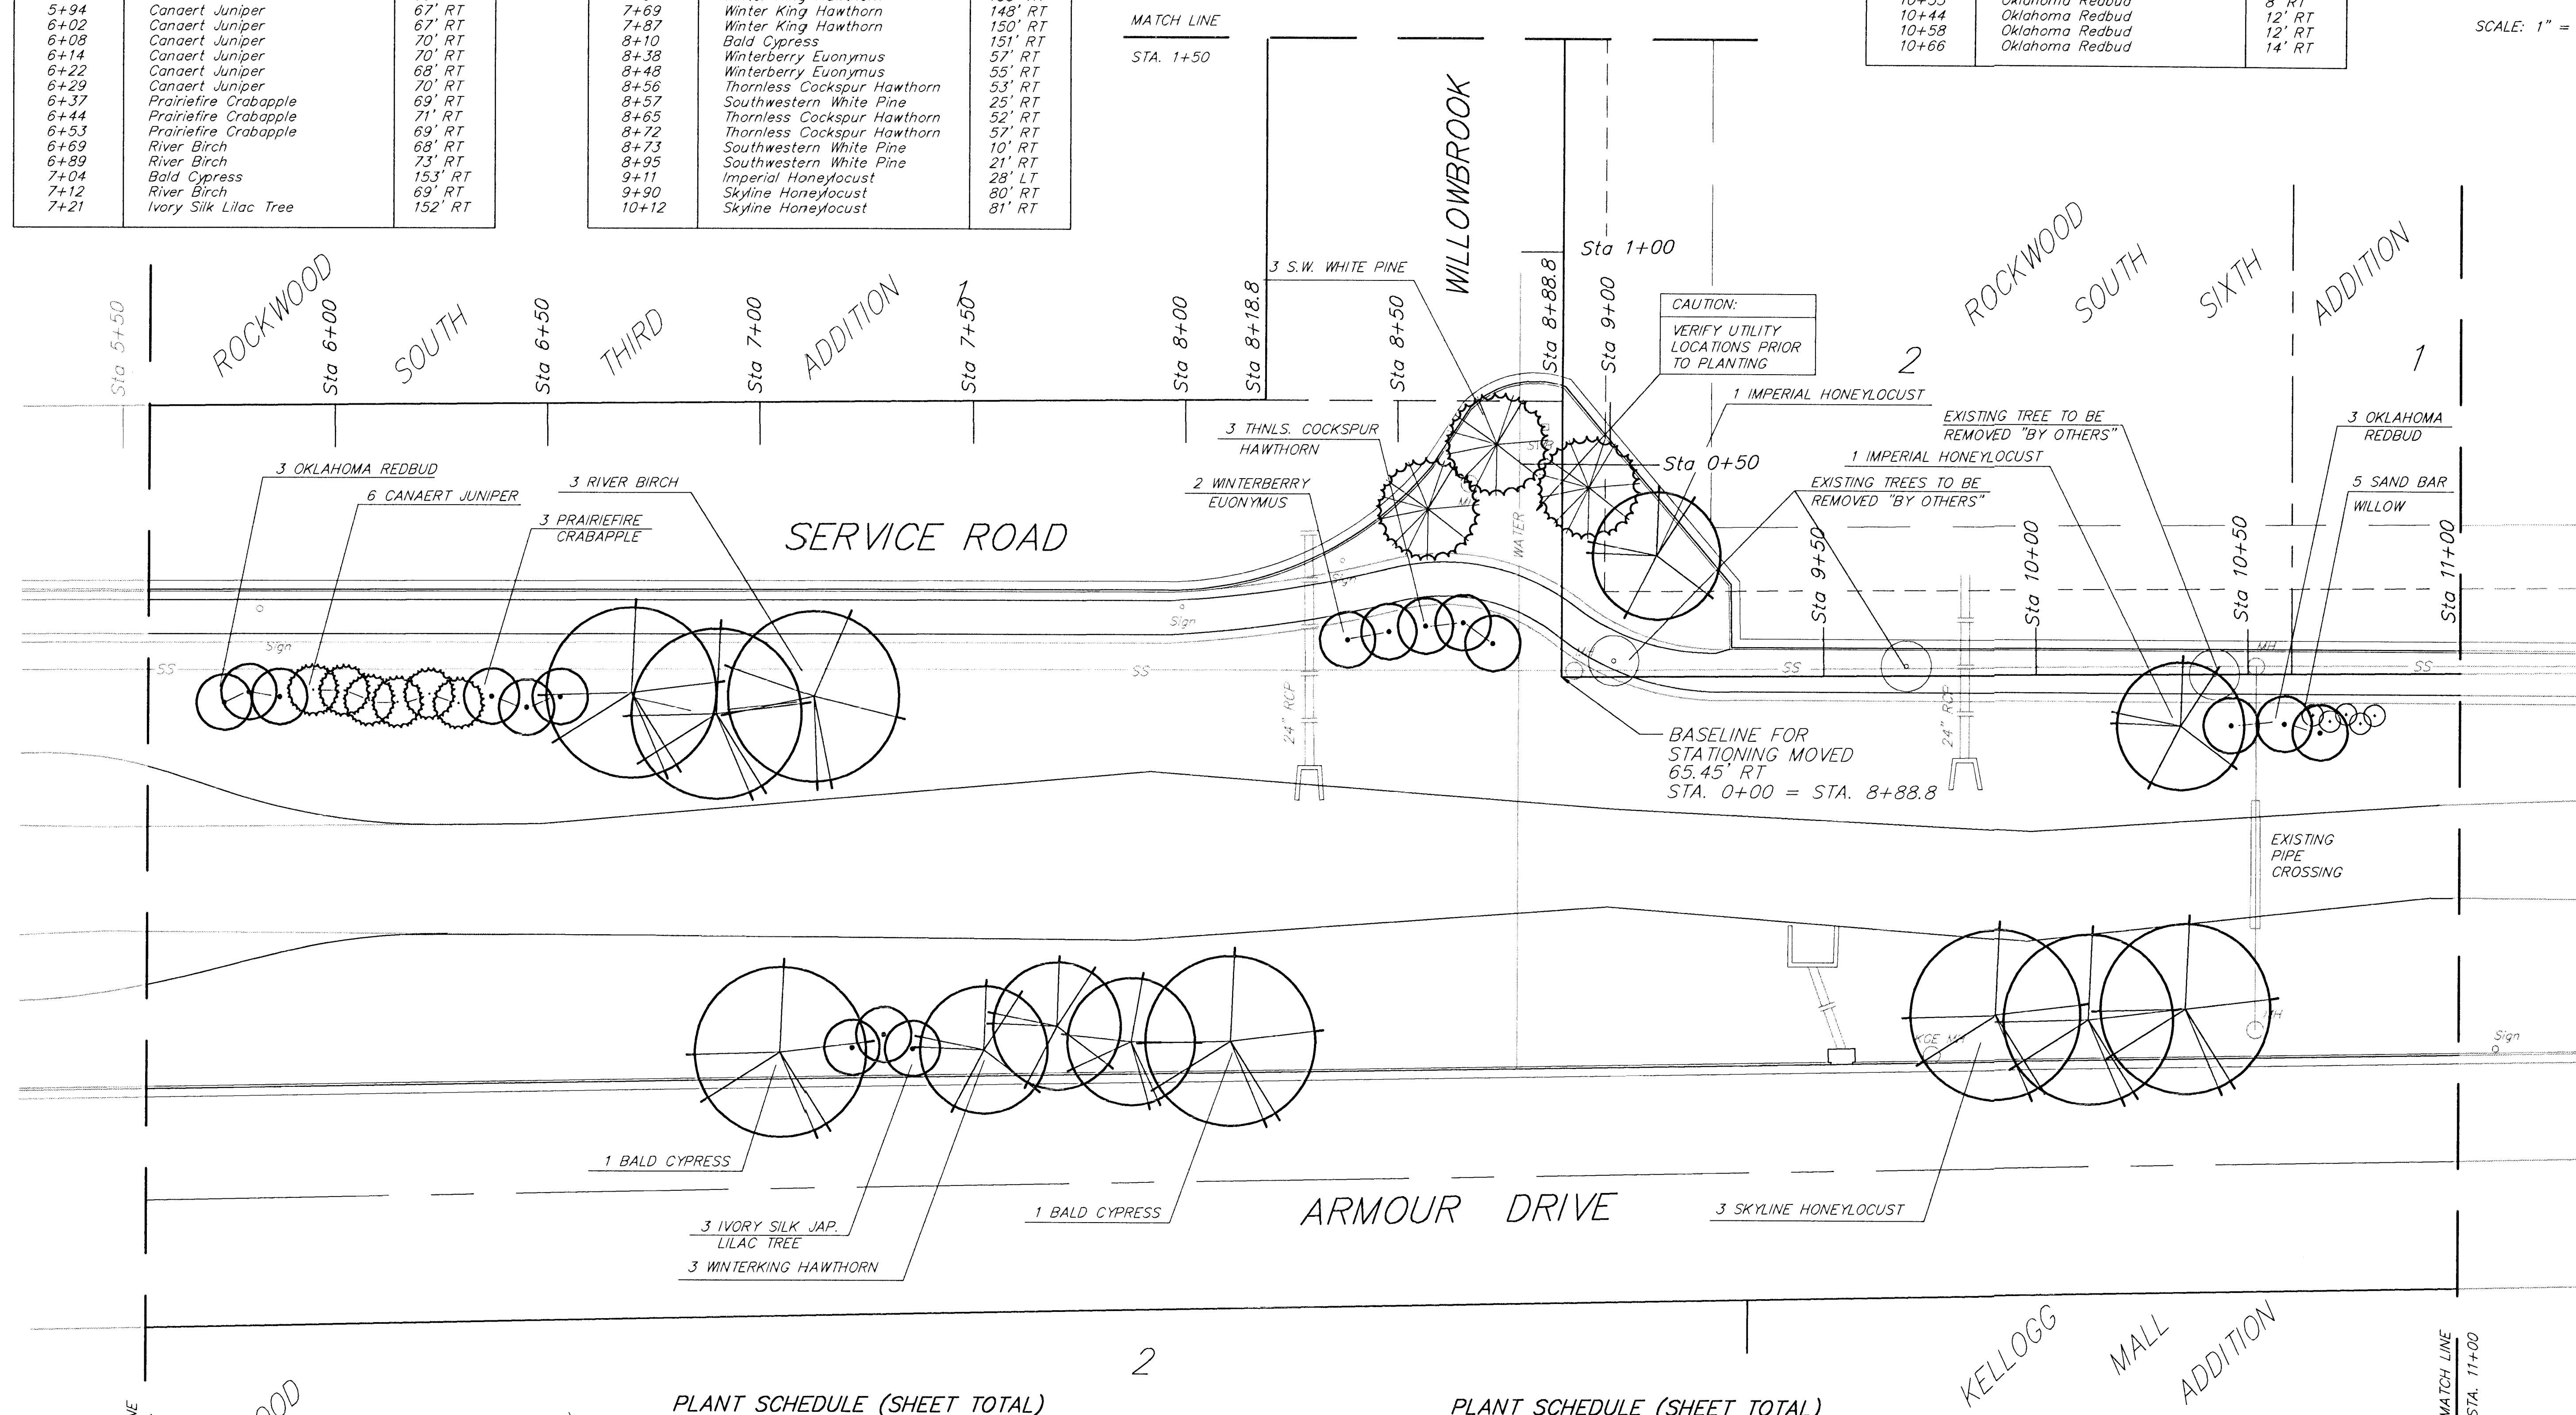 5+94 Canaert Juniper 67' RT
6+02 Canaert Juniper 67' RT
6+08 Canaert Juniper 70' RT
6+14 Canaert Juniper 70' RT
6+22 Canaert Juniper 68' RT
6+29 Canaert Juniper 70' RT
6+37 Prairiefire Crabapple 69' RT
6+44 Prairiefire Crabapple 71' RT
6+53 Prairiefire Crabapple 69' RT
6+69 River Birch 68' RT
6+89 River Birch 73' RT
7+04 Bald Cypress 153' RT
7+12 River Birch 69' RT
7+21 Ivory Silk Lilac Tree 152' RT
7+69 Winter King Hawthorn 148' RT
7+87 Winter King Hawthorn 150' RT
8+10 Bald Cypress 151' RT
8+38 Winterberry Euonymus 57' RT
8+48 Winterberry Euonymus 55' RT
8+56 Thornless Cockspur Hawthorn 53' RT
8+57 Southwestern White Pine 25' RT
8+65 Thornless Cockspur Hawthorn 52' RT
8+72 Thornless Cockspur Hawthorn 57' RT
8+73 Southwestern White Pine 10' RT
8+95 Southwestern White Pine 21' RT
9+11 Imperial Honeylocust 28' LT
9+90 Skyline Honeylocust 80' RT
10+12 Skyline Honeylocust 81' RT
MATCH LINE
STA. 1+50
Oklahoma Redbud 8' RT
10+44 Oklahoma Redbud 12' RT
10+58 Oklahoma Redbud 12' RT
10+66 Oklahoma Redbud 14' RT
SCALE: 1" =
WILLOWBROOK
Sta 1+00
3 S.W. WHITE PINE
ROCKWOOD SOUTH THIRD ADDITION
1
ROCKWOOD SOUTH SIXTH ADDITION
Sta 5+50
Sta 6+00
Sta 6+50
Sta 7+00
Sta 7+50
Sta 8+00
Sta 8+18.8
Sta 8+50
Sta 8+88.8
Sta 9+00
CAUTION:
VERIFY UTILITY
LOCATIONS PRIOR
TO PLANTING
2
1
1 IMPERIAL HONEYLOCUST
EXISTING TREE TO BE
REMOVED "BY OTHERS"
3 OKLAHOMA
REDBUD
3 THNLS. COCKSPUR
HAWTHORN
Sta 0+50
1 IMPERIAL HONEYLOCUST
3 OKLAHOMA REDBUD
6 CANAERT JUNIPER
3 RIVER BIRCH
3 PRAIRIEFIRE
CRABAPPLE
2 WINTERBERRY
EUONYMUS
EXISTING TREES TO BE
REMOVED "BY OTHERS"
5 SAND BAR
WILLOW
SERVICE ROAD
WATER
Sta 9+50
Sta 10+00
Sta 10+50
Sta 11+00
Sign
Sign
Sign
MH
SS
SS
SS
SS
24" RCP
24" RCP
BASELINE FOR
STATIONING MOVED
65.45' RT
STA. 0+00 = STA. 8+88.8
EXISTING
PIPE
CROSSING
KGE MH
MH
Sign
1 BALD CYPRESS
3 IVORY SILK JAP.
LILAC TREE
3 WINTERKING HAWTHORN
1 BALD CYPRESS
ARMOUR DRIVE
3 SKYLINE HONEYLOCUST
2
KELLOGG MALL ADDITION
MATCH LINE
STA. 11+00
PLANT SCHEDULE (SHEET TOTAL)
PLANT SCHEDULE (SHEET TOTAL)